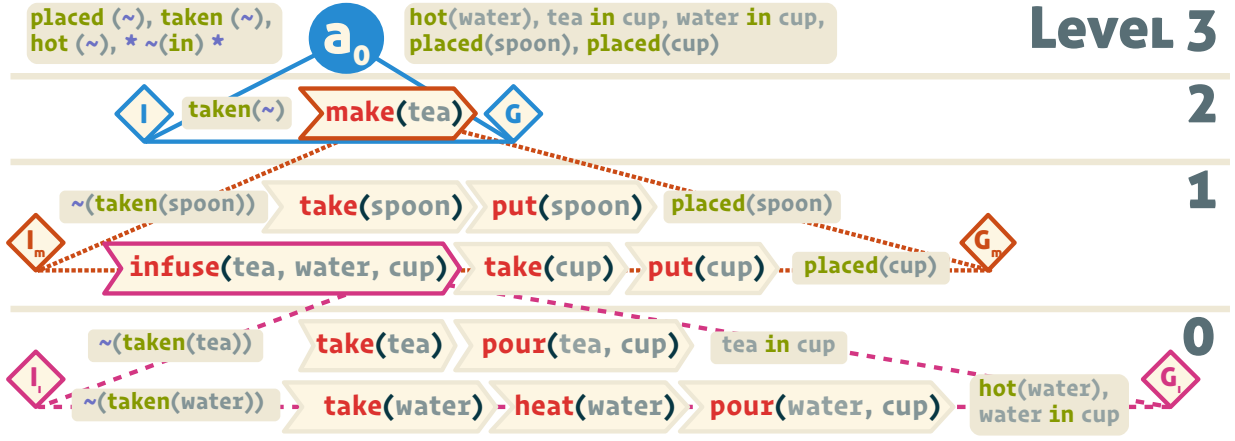 placed (~), taken (~),
hot (~), * ~(in) *
a0
hot(water), tea in cup, water in cup,
placed(spoon), placed(cup)
Level 3
I
taken(~)
make(tea)
G
2
~(taken(spoon))
take(spoon)
put(spoon)
placed(spoon)
1
Im
infuse(tea, water, cup)
take(cup)
put(cup)
placed(cup)
Gm
~(taken(tea))
take(tea)
pour(tea, cup)
tea in cup
0
Ii
~(taken(water))
take(water)
heat(water)
pour(water, cup)
hot(water),
water in cup
Gi